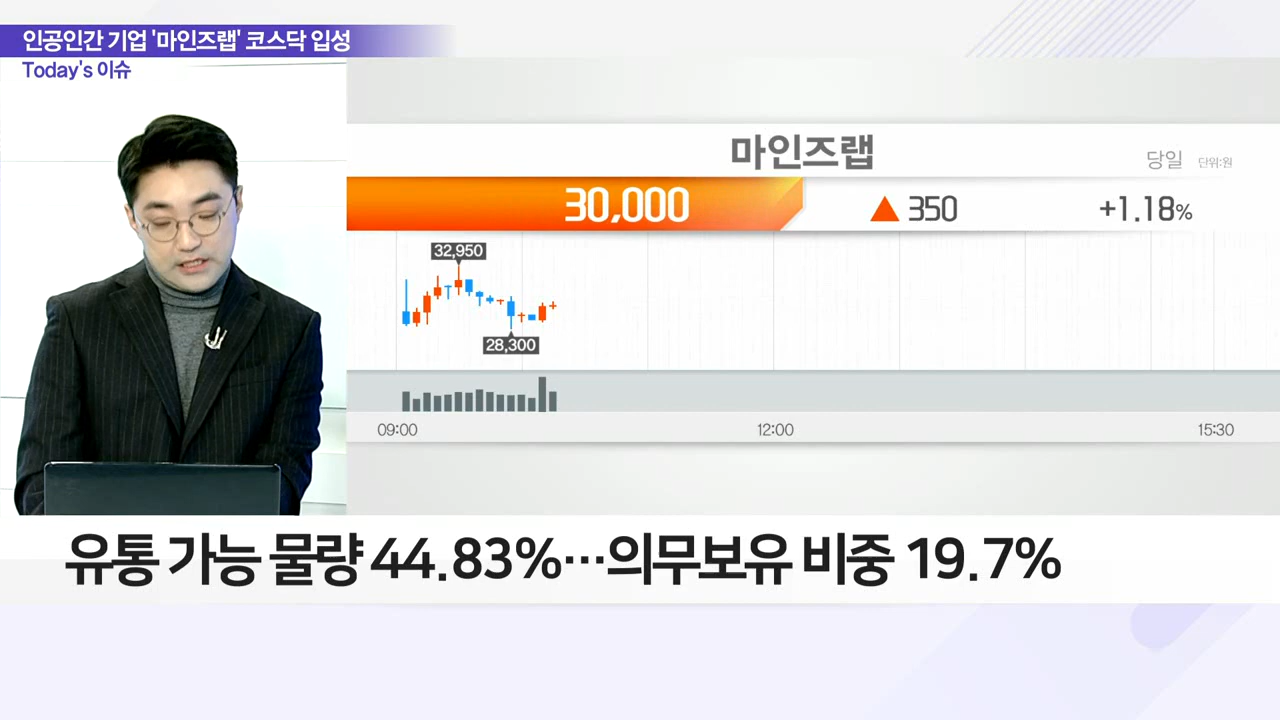 인공인간 기업 '마인즈랩' 코스닥 입성
Today's 이슈
마인즈랩
당일 단위:원
30,000 ▲ 350 +1.18%
32,950
28,300
09:00 12:00 15:30
유통 가능 물량 44.83%…의무보유 비중 19.7%